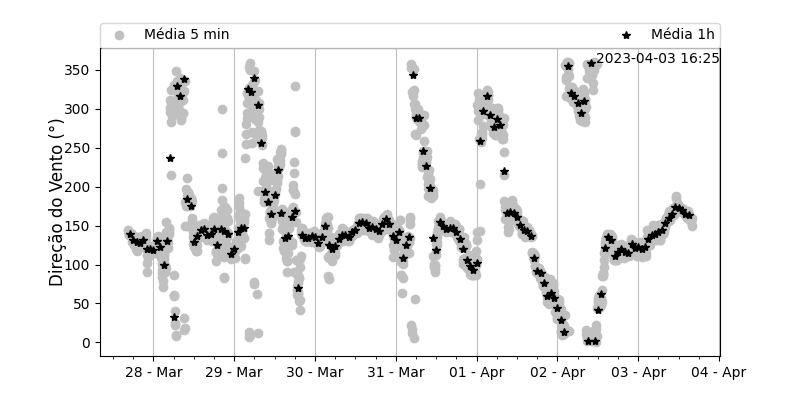 Média 5 min
Média 1h
2023-04-03 16:25
Direção do Vento (°)
350
300
250
200
150
100
50
0
28 - Mar
29 - Mar
30 - Mar
31 - Mar
01 - Apr
02 - Apr
03 - Apr
04 - Apr